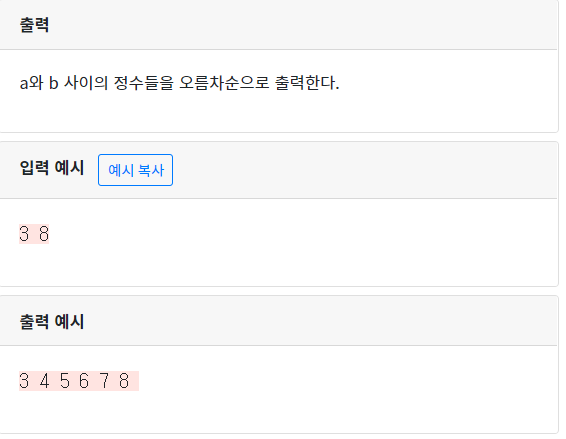 출력
a와 b 사이의 정수들을 오름차순으로 출력한다.
입력 예시 예시 복사
3 8
출력 예시
3 4 5 6 7 8